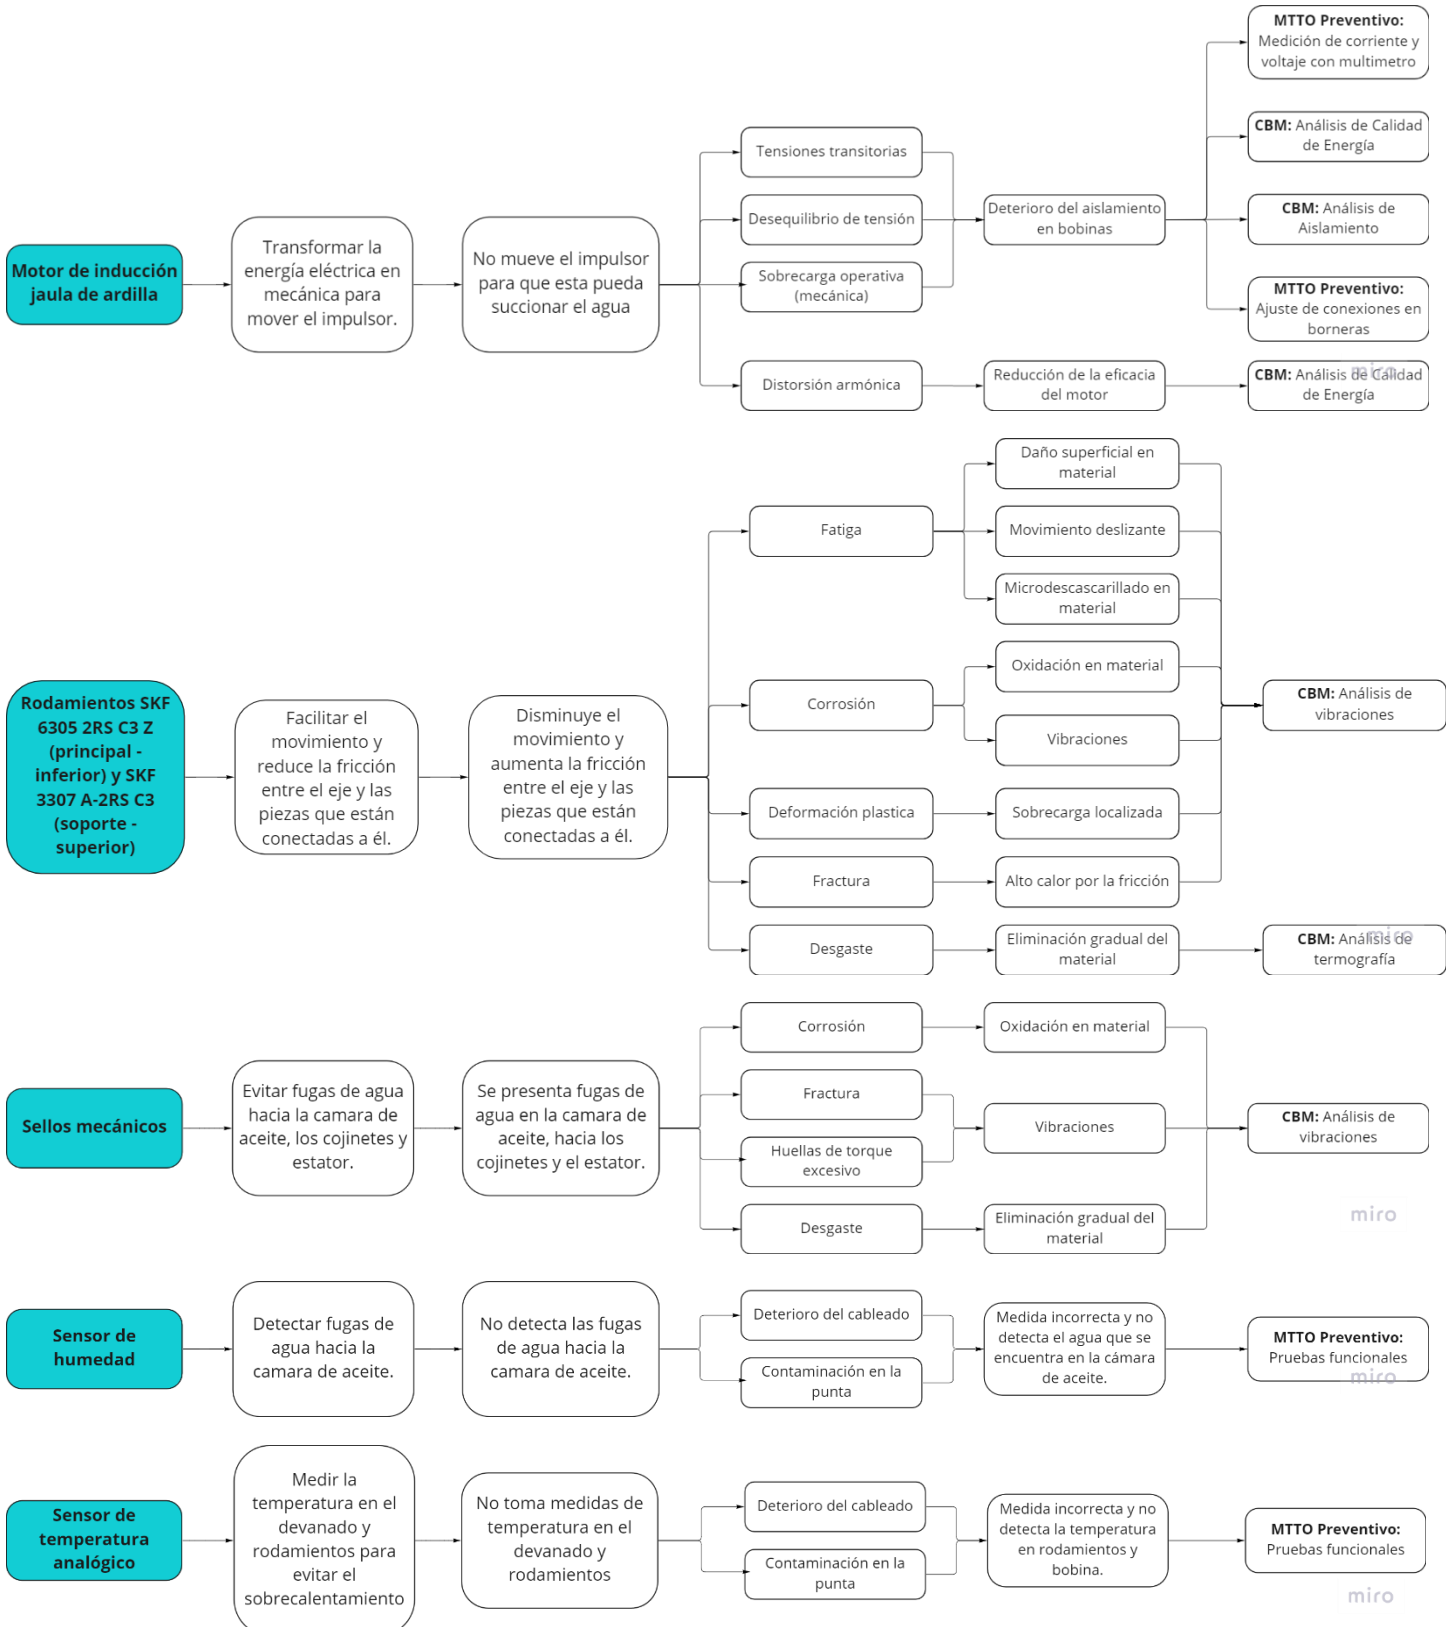 Motor de inducción
jaula de ardilla
Transformar la
energía eléctrica en
mecánica para
mover el impulsor.
No mueve el impulsor
para que esta pueda
succionar el agua
Tensiones transitorias
Desequilibrio de tensión
Sobrecarga operativa
(mecánica)
Distorsión armónica
Deterioro del aislamiento
en bobinas
Reducción de la eficacia
del motor
MTTO Preventivo:
Medición de corriente y
voltaje con multimetro
CBM: Análisis de Calidad
de Energía
CBM: Análisis de
Aislamiento
MTTO Preventivo:
Ajuste de conexiones en
borneras
CBM: Análisis de Calidad
de Energía
miro
Rodamientos SKF
6305 2RS C3 Z
(principal -
inferior) y SKF
3307 A-2RS C3
(soporte -
superior)
Facilitar el
movimiento y
reduce la fricción
entre el eje y las
piezas que están
conectadas a él.
Disminuye el
movimiento y
aumenta la fricción
entre el eje y las
piezas que están
conectadas a él.
Fatiga
Corrosión
Deformación plastica
Fractura
Desgaste
Daño superficial en
material
Movimiento deslizante
Microdescascarillado en
material
Oxidación en material
Vibraciones
Sobrecarga localizada
Alto calor por la fricción
Eliminación gradual del
material
CBM: Análisis de
vibraciones
CBM: Análisis de
termografía
miro
Sellos mecánicos
Evitar fugas de agua
hacia la camara de
aceite, los cojinetes y
estator.
Se presenta fugas de
agua en la camara de
aceite, hacia los
cojinetes y el estator.
Corrosión
Fractura
Huellas de torque
excesivo
Desgaste
Oxidación en material
Vibraciones
Eliminación gradual del
material
CBM: Análisis de
vibraciones
miro
Sensor de
humedad
Detectar fugas de
agua hacia la
camara de aceite.
No detecta las fugas
de agua hacia la
camara de aceite.
Deterioro del cableado
Contaminación en la
punta
Medida incorrecta y no
detecta el agua que se
encuentra en la cámara
de aceite.
MTTO Preventivo:
Pruebas funcionales
miro
Sensor de
temperatura
analógico
Medir la
temperatura en el
devanado y
rodamientos para
evitar el
sobrecalentamiento
No toma medidas de
temperatura en el
devanado y
rodamientos
Deterioro del cableado
Contaminación en la
punta
Medida incorrecta y no
detecta la temperatura
en rodamientos y
bobina.
MTTO Preventivo:
Pruebas funcionales
miro